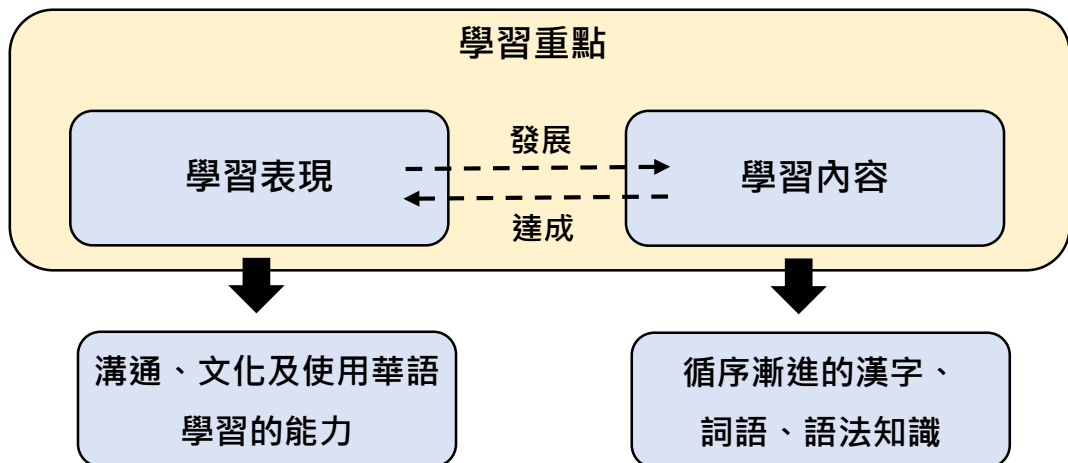 學習重點
學習表現
發展
達成
學習內容
溝通、文化及使用華語
學習的能力
循序漸進的漢字、
詞語、語法知識